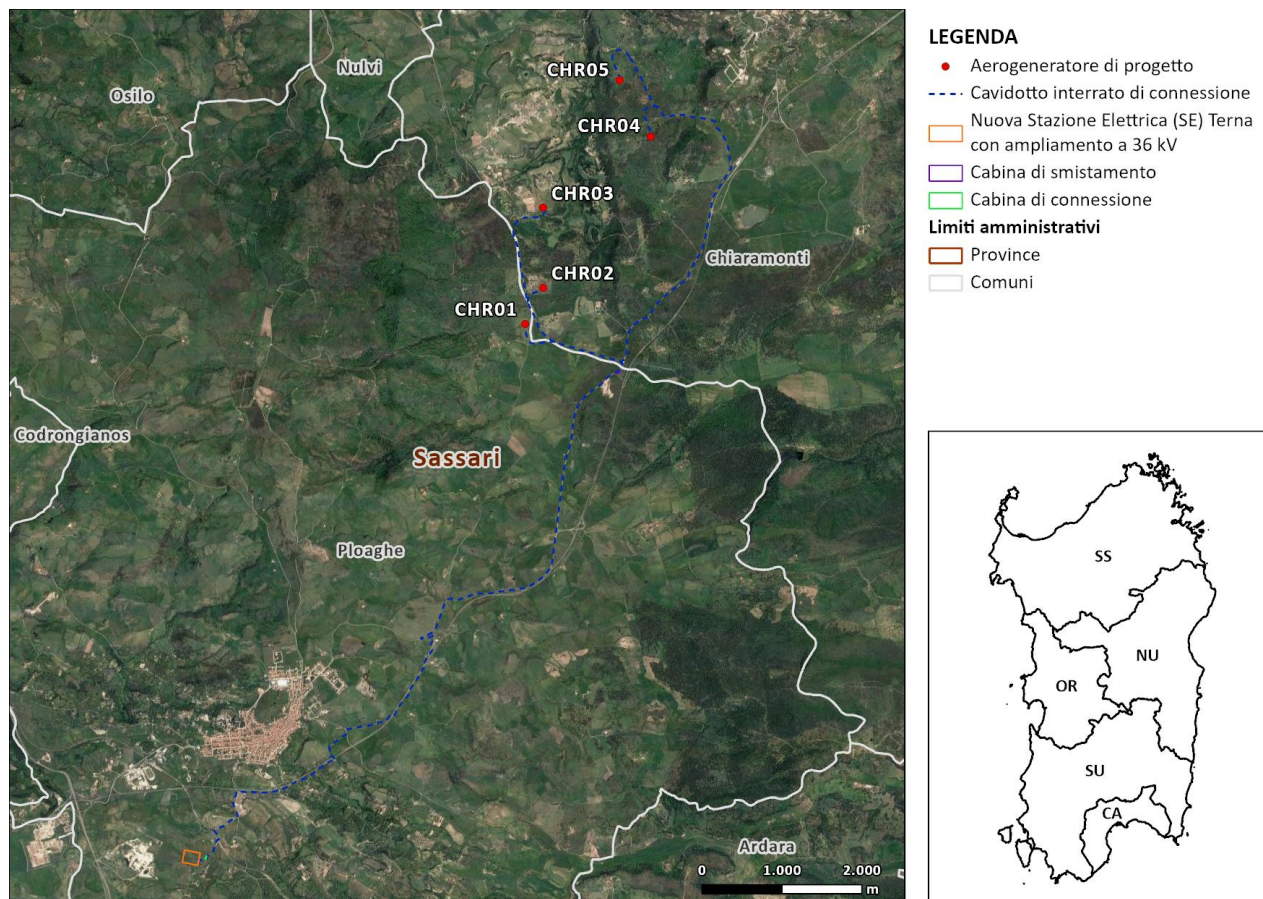 Nulvi
Osilo
CHR05
CHR04
CHR03
Chiaramonti
CHR02
CHR01
Codrongianos
Sassari
Ploaghe
Ardara
0 1.000 2.000
m
LEGENDA
Aerogeneratore di progetto
Cavidotto interrato di connessione
Nuova Stazione Elettrica (SE) Terna
con ampliamento a 36 kV
Cabina di smistamento
Cabina di connessione
Limiti amministrativi
Province
Comuni
SS
NU
OR
SU
CA